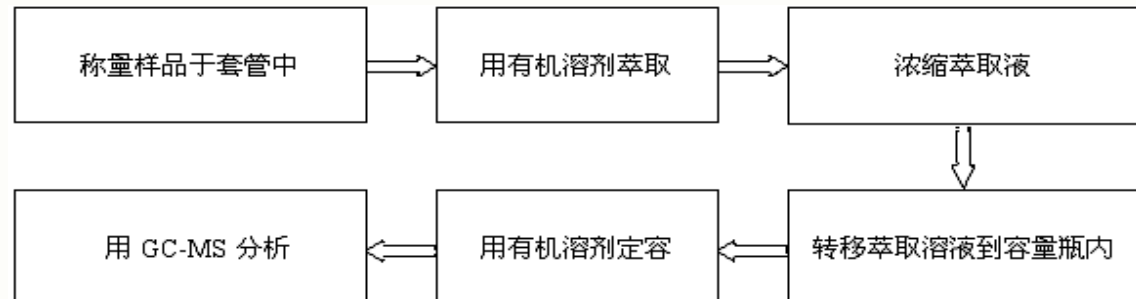 称量样品于套管中
用有机溶剂萃取
浓缩萃取液
转移萃取溶液到容量瓶内
用有机溶剂定容
用 GC-MS 分析